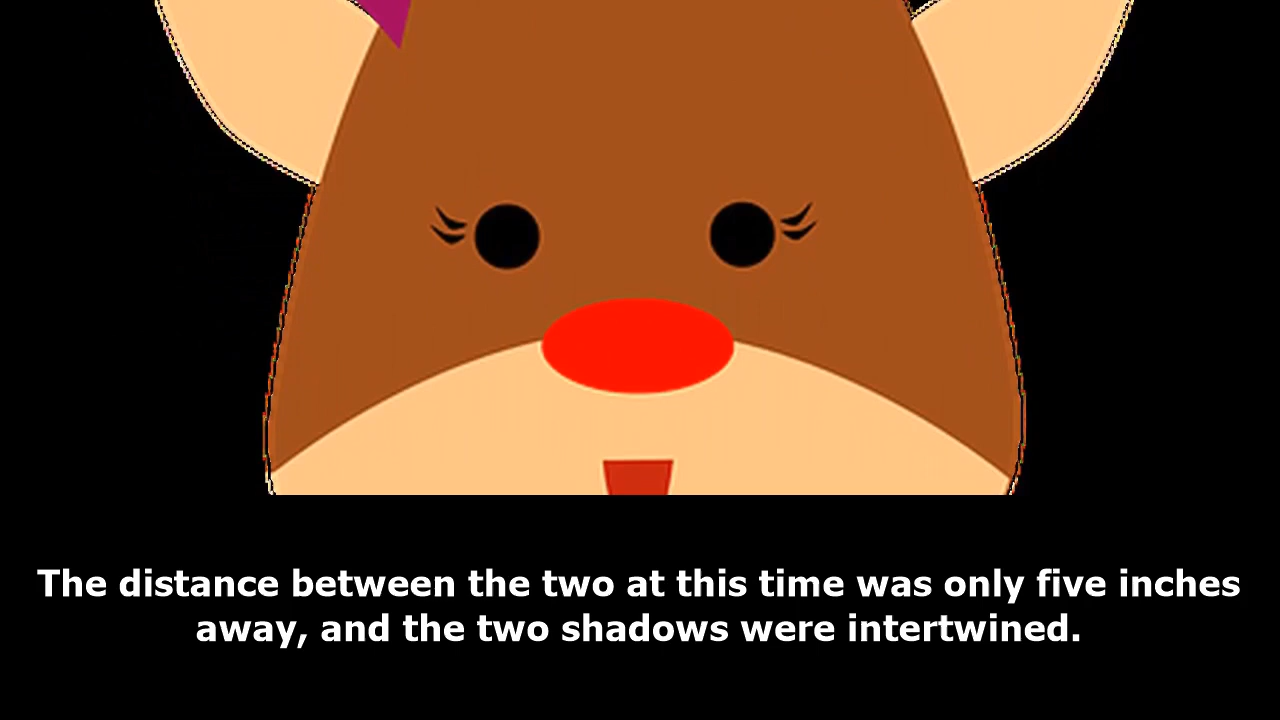 The distance between the two at this time was only five inches
away, and the two shadows were intertwined.